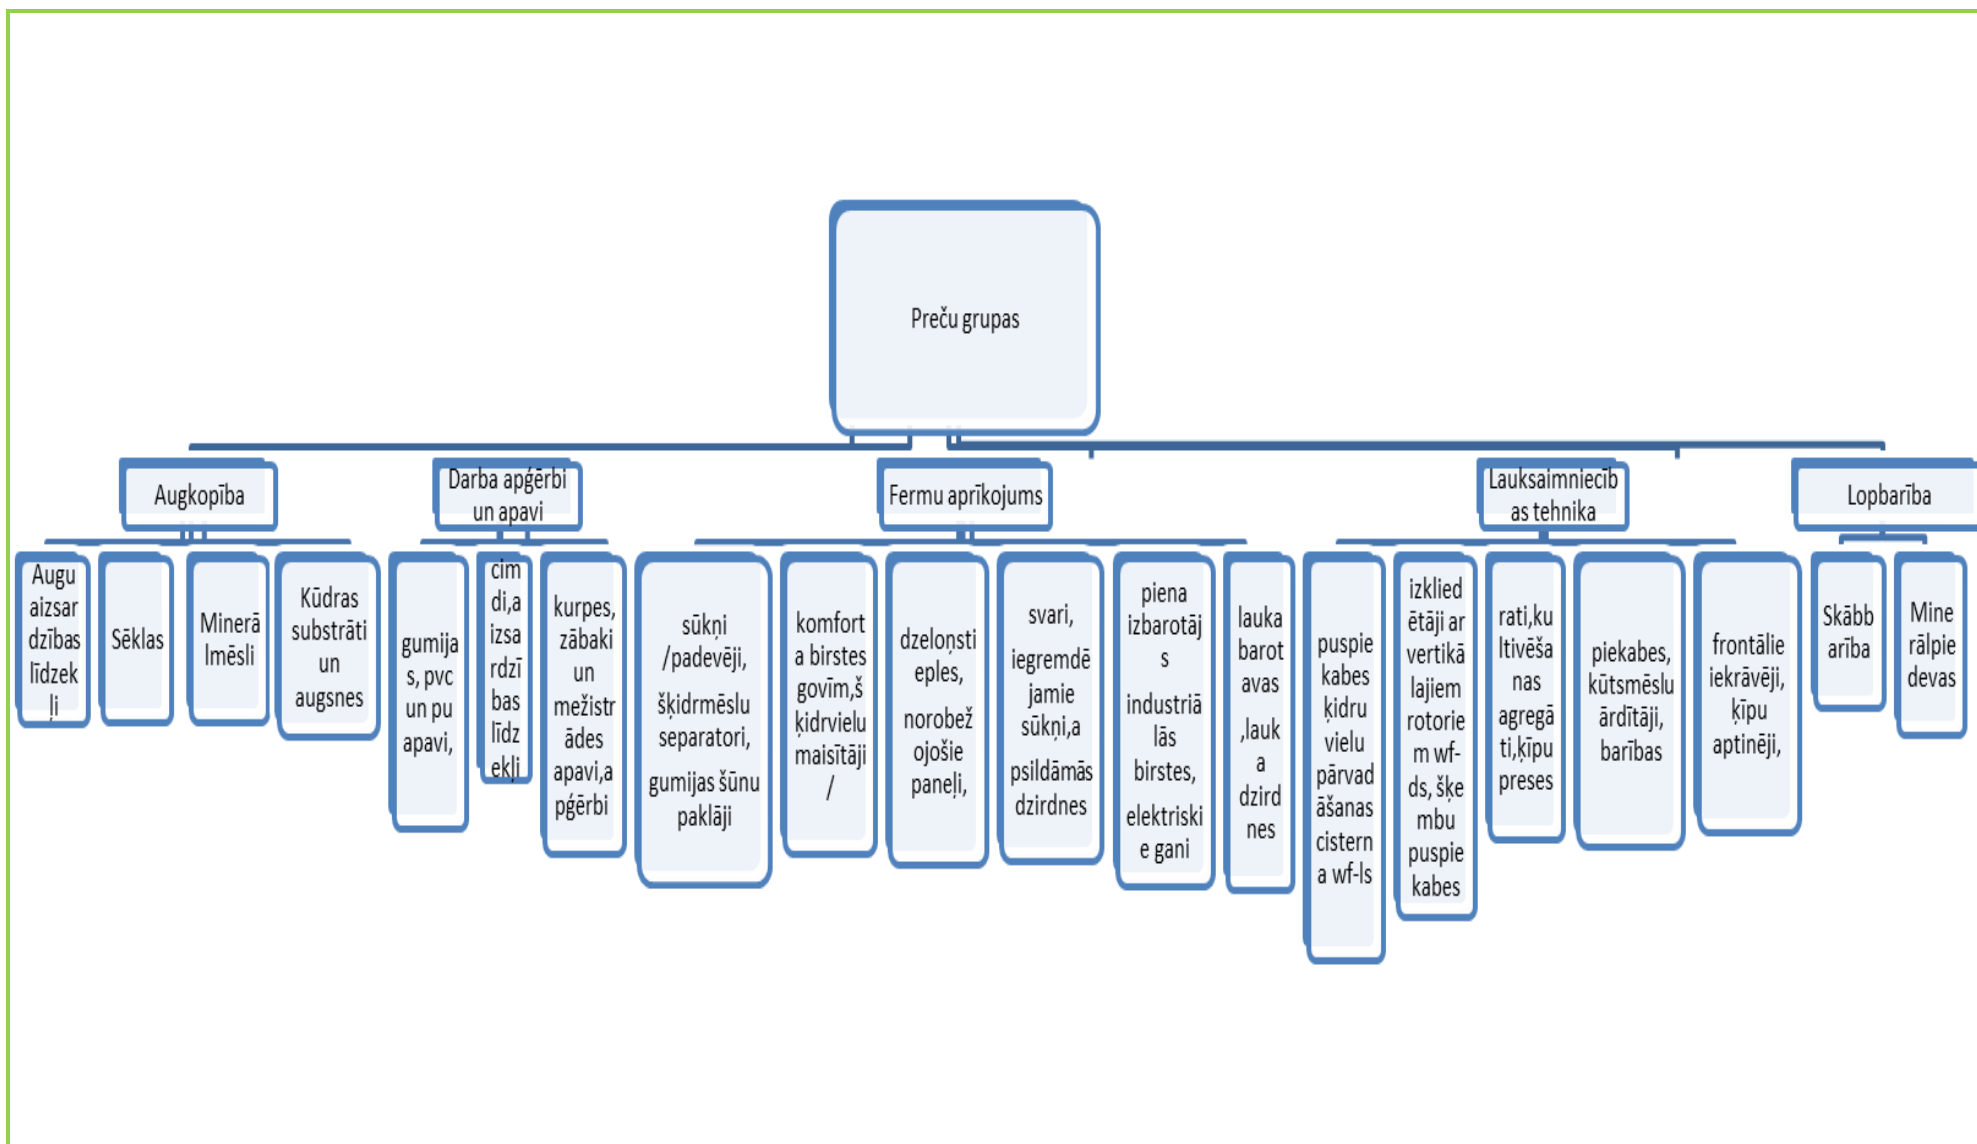 Preču grupas
Augkopība
Darba apģērbi
un apavi
Fermu aprīkojums
Lauksaimniecīb
as tehnika
Lopbarība
Augu
aizsar
dzības
līdzek
ļi
Sēklas
Minerā
lmēsli
Kūdras
substrāti
un
augsnes
gumija
s, pvc
un pu
apavi,
cim
di,a
izsa
rdzī
bas
līdz
ekļi
kurpes,
zābaki
un
mežistr
ādes
apavi,a
pģērbi
sūkņi
/padevēji,
šķidrmēslu
separatori,
gumijas šūnu
paklāji
komfort
a birstes
govīm,š
ķidrvielu
maisītāji
/
dzeloņsti
eples,
norobež
ojošie
paneļi,
svari,
iegremdē
jamie
sūkņi,a
psildāmās
dzirdnes
piena
izbarotāj
s
industriā
lās
birstes,
elektriski
e gani
lauka
barot
avas
,lauk
a
dzird
nes
puspie
kabes
ķidru
vielu
pārvad
āšanas
cistern
a wf-ls
izklied
ētāji ar
vertikā
lajiem
rotorie
m wf-
ds, šķe
mbu
puspie
kabes
rati,ku
ltivēša
nas
agregā
ti,ķīpu
preses
piekabes,
kūtsmēslu
ārdītāji,
barības
frontālie
iekrāvēji,
ķīpu
aptinēji,
Skābb
arība
Mine
rālpie
devas